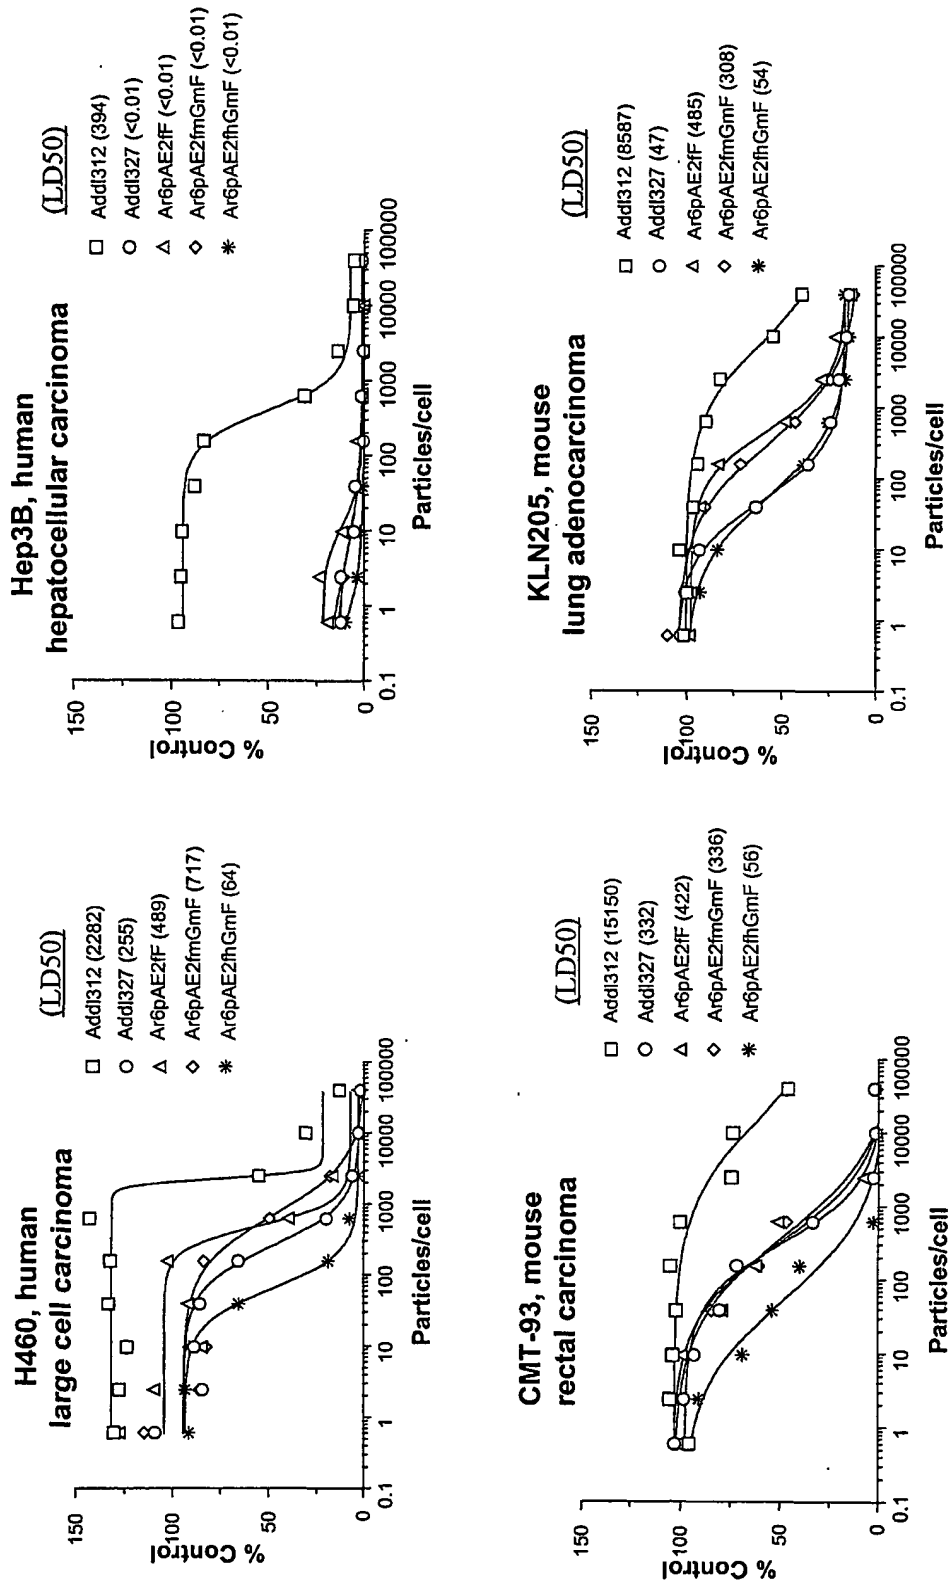 H460, human
large cell carcinoma
150
100
50
0
% Control
0.1
1
10
100
1000
10000
100000
Particles/cell
(LD50)
Addl312 (2282)
Addl327 (255)
Ar6pAE2fF (489)
Ar6pAE2fmGmF (717)
Ar6pAE2fhGmF (64)
Hep3B, human
hepatocellular carcinoma
150
100
50
0
% Control
0.1
1
10
100
1000
10000
100000
Particles/cell
(LD50)
Addl312 (394)
Addl327 (<0.01)
Ar6pAE2fF (<0.01)
Ar6pAE2fmGmF (<0.01)
Ar6pAE2fhGmF (<0.01)
CMT-93, mouse
rectal carcinoma
150
100
50
0
% Control
0.1
1
10
100
1000
10000
100000
Particles/cell
(LD50)
Addl312 (15150)
Addl327 (332)
Ar6pAE2fF (422)
Ar6pAE2fmGmF (336)
Ar6pAE2fhGmF (56)
KLN205, mouse
lung adenocarcinoma
150
100
50
0
% Control
0.1
1
10
100
1000
10000
100000
Particles/cell
(LD50)
Addl312 (8587)
Addl327 (47)
Ar6pAE2fF (485)
Ar6pAE2fmGmF (308)
Ar6pAE2fhGmF (54)